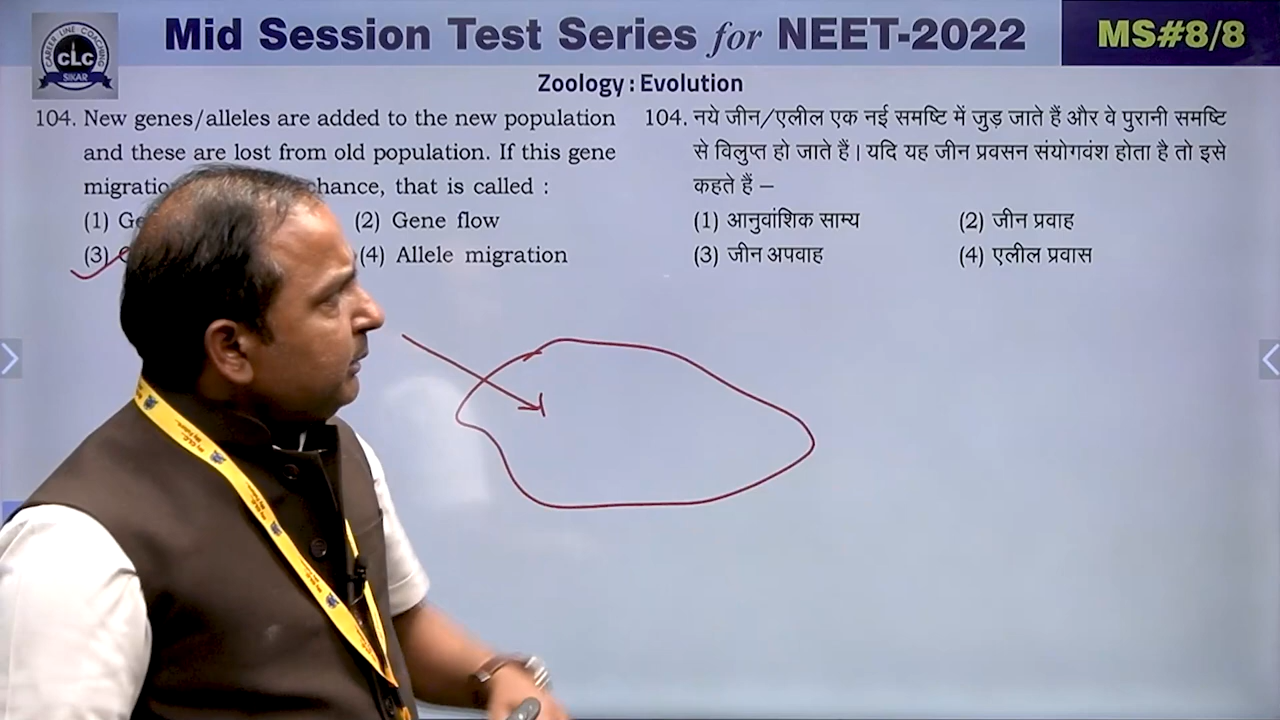 Mid Session Test Series for NEET-2022
MS#8/8
CAREER LINE COACHING
CLC
SIKAR
Zoology : Evolution
104. New genes/alleles are added to the new population
and these are lost from old population. If this gene
chance, that is called :
(1)
(2) Gene flow
(3)
(4) Allele migration
104. नये जीन/एलील एक नई समष्टि में जुड़ जाते हैं और वे पुरानी समष्टि
से विलुप्त हो जाते हैं। यदि यह जीन प्रवसन संयोगवंश होता है तो इसे
कहते हैं –
(1) आनुवांशिक साम्य
(2) जीन प्रवाह
(3) जीन अपवाह
(4) एलील प्रवास